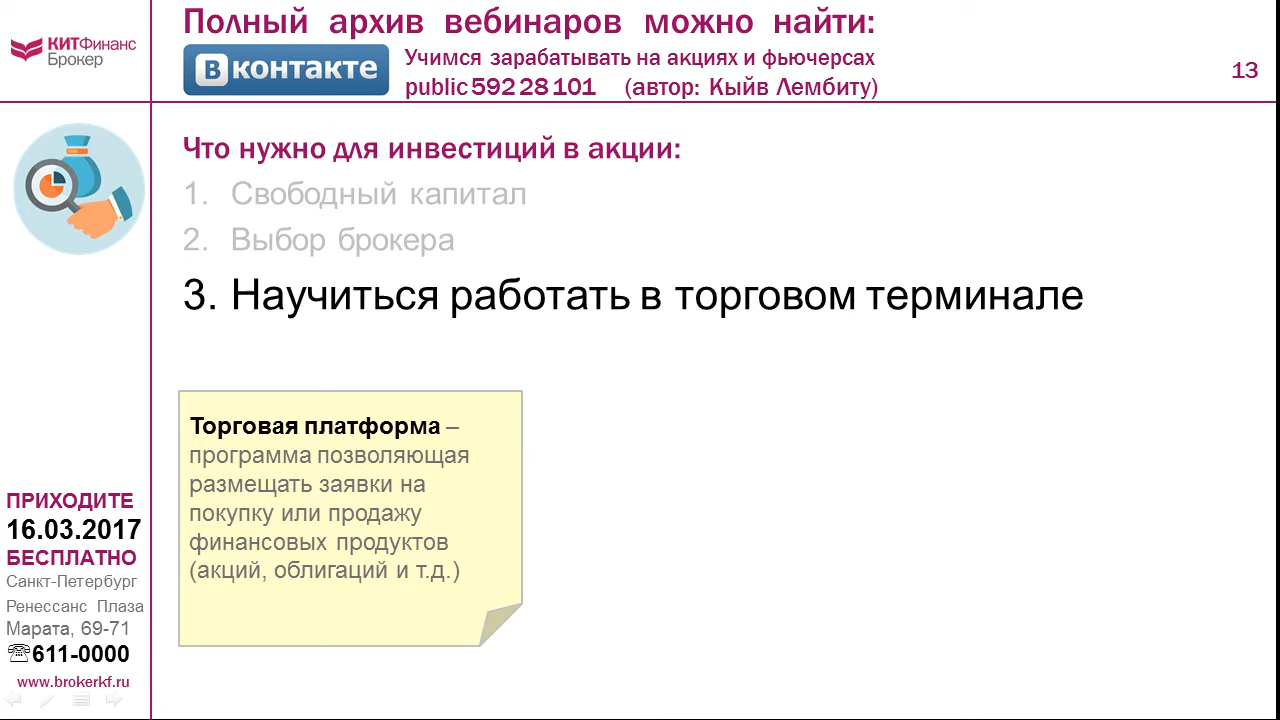 КИТФинанс
Брокер
Полный архив вебинаров можно найти:
В контакте
Учимся зарабатывать на акциях и фьючерсах
public 592 28 101 (автор: Кыйв Лембиту)
13
Что нужно для инвестиций в акции:
1. Свободный капитал
2. Выбор брокера
3. Научиться работать в торговом терминале
Торговая платформа –
программа позволяющая
размещать заявки на
покупку или продажу
финансовых продуктов
(акций, облигаций и т.д.)
ПРИХОДИТЕ
16.03.2017
БЕСПЛАТНО
Санкт-Петербург
Ренессанс Плаза
Марата, 69-71
☏611-0000
www.brokerkf.ru